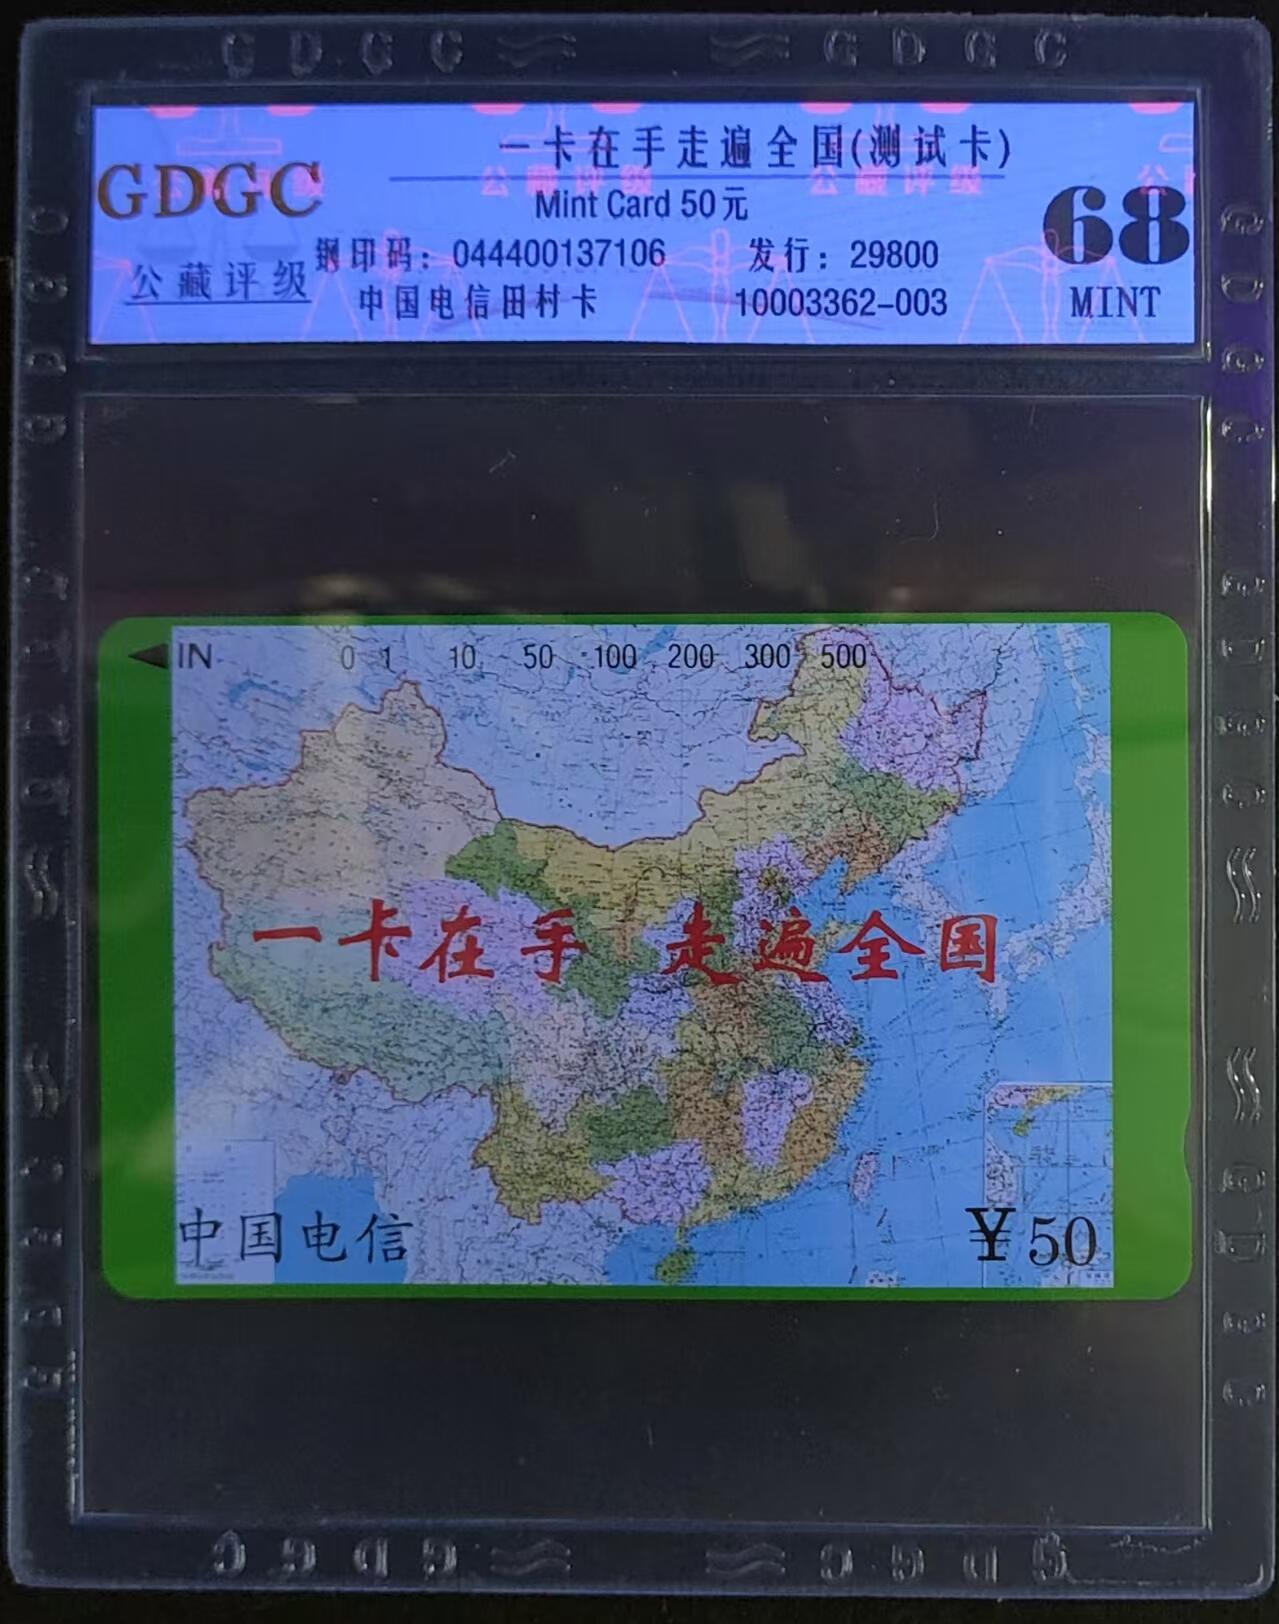 GDGC GDGC
一卡在手走遍全国(测试卡)
GDGC
Mint Card 50元
68
钢印码：044400137106 发行：29800
公藏评级
中国电信田村卡 10003362-003
MINT
IN 0 1 10 50 100 200 300 500
一卡在手 走遍全国
中国电信
¥50